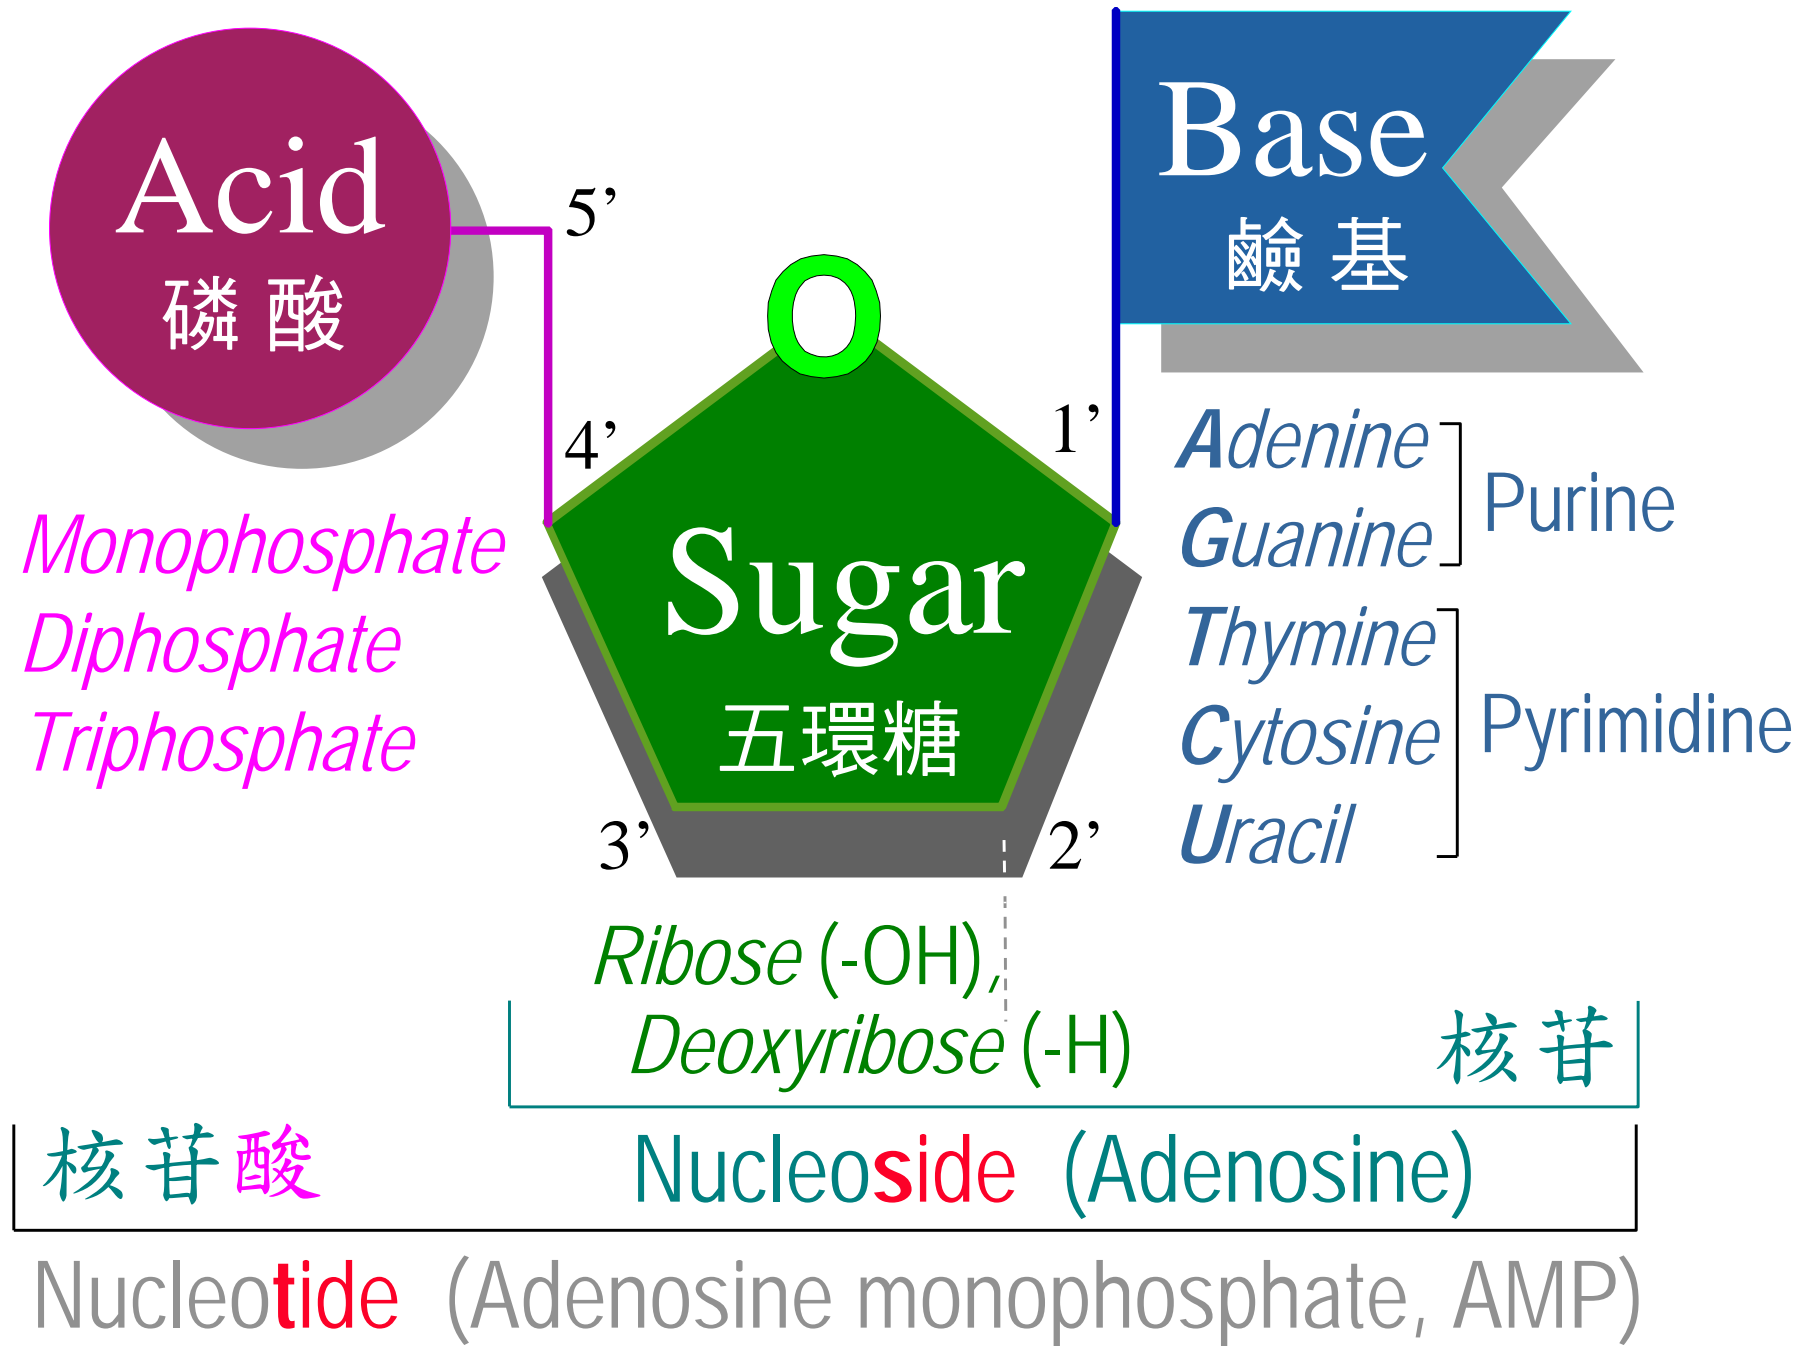 Acid
磷酸
5’
4’
Monophosphate
Diphosphate
Triphosphate
O
Sugar
五環糖
1’
3’
2’
Base
鹼基
Adenine
Guanine
Purine
Thymine
Cytosine
Uracil
Pyrimidine
Ribose (-OH),
Deoxyribose (-H)
核苷
核苷酸
Nucleoside (Adenosine)
Nucleotide (Adenosine monophosphate, AMP)